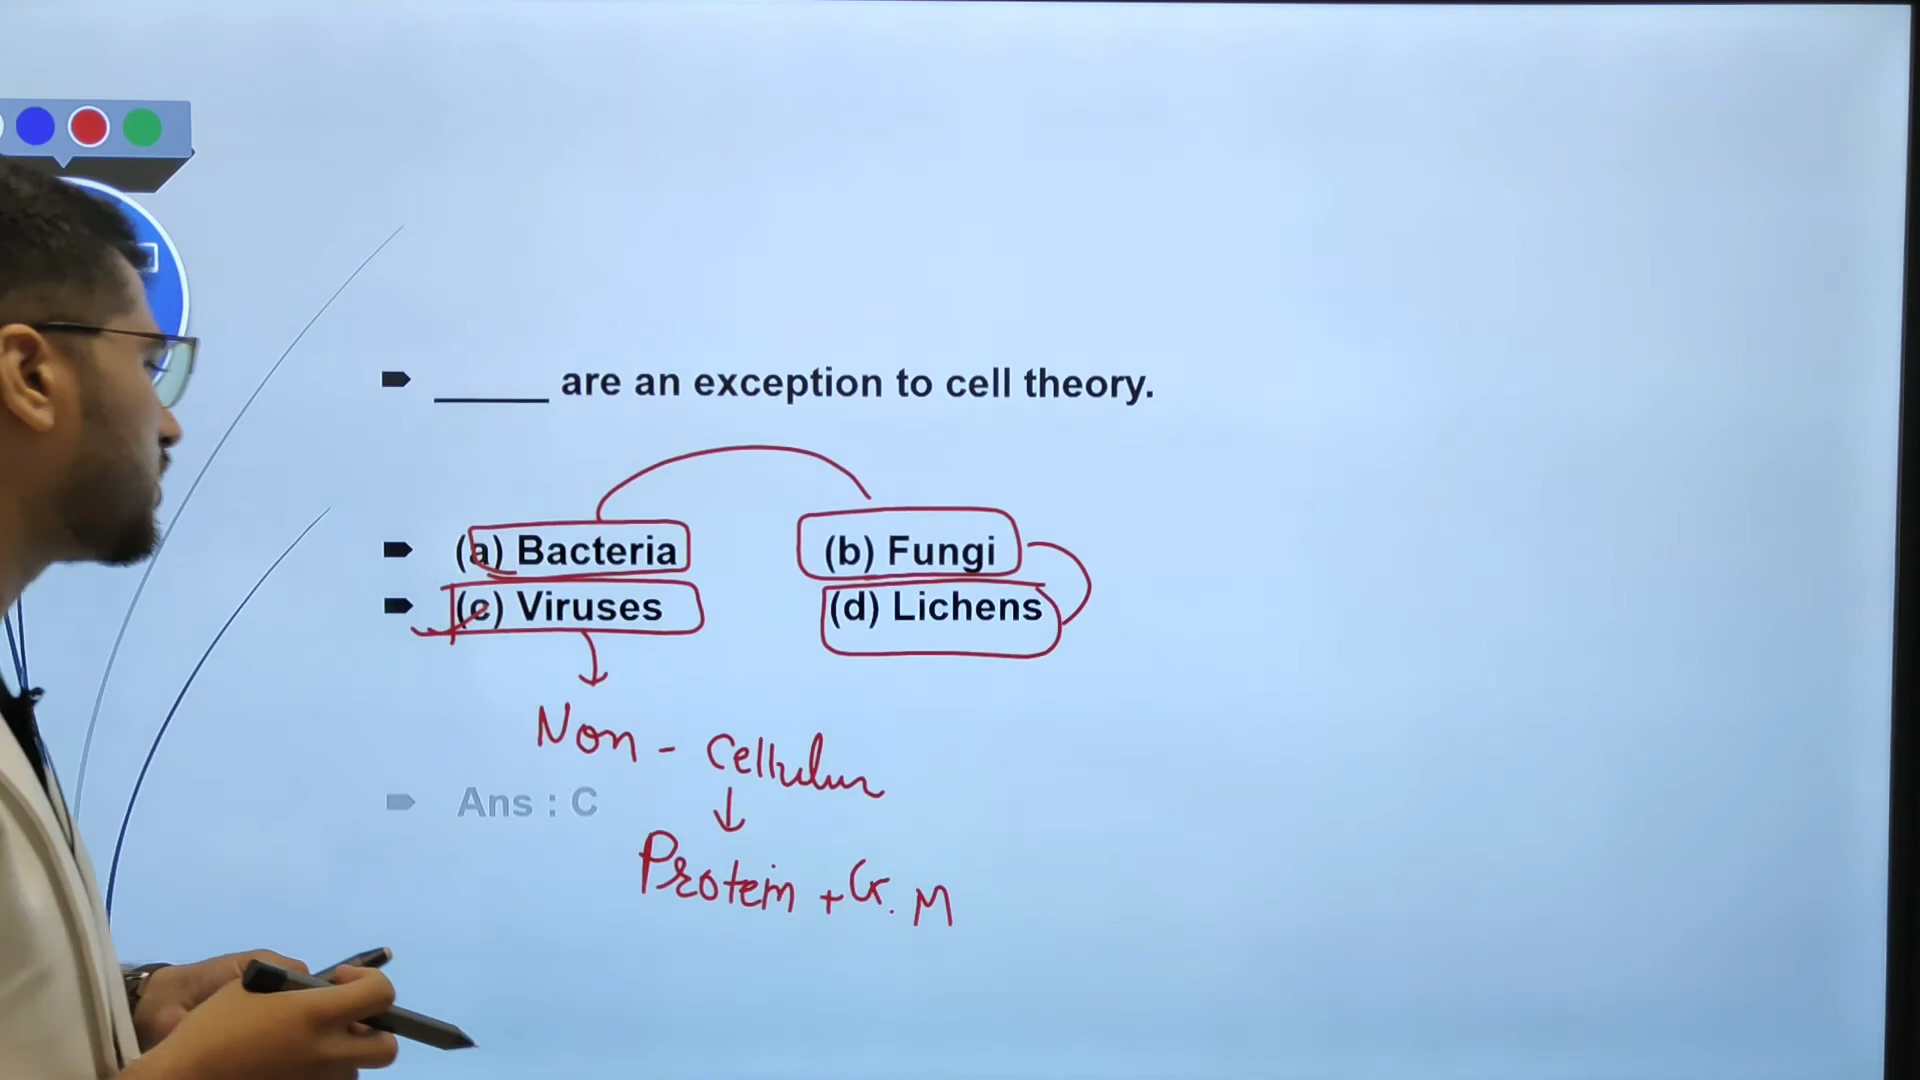 _____ are an exception to cell theory.
(a) Bacteria (b) Fungi
(c) Viruses (d) Lichens
Non - Cellular
Ans : C
Protein + G. M